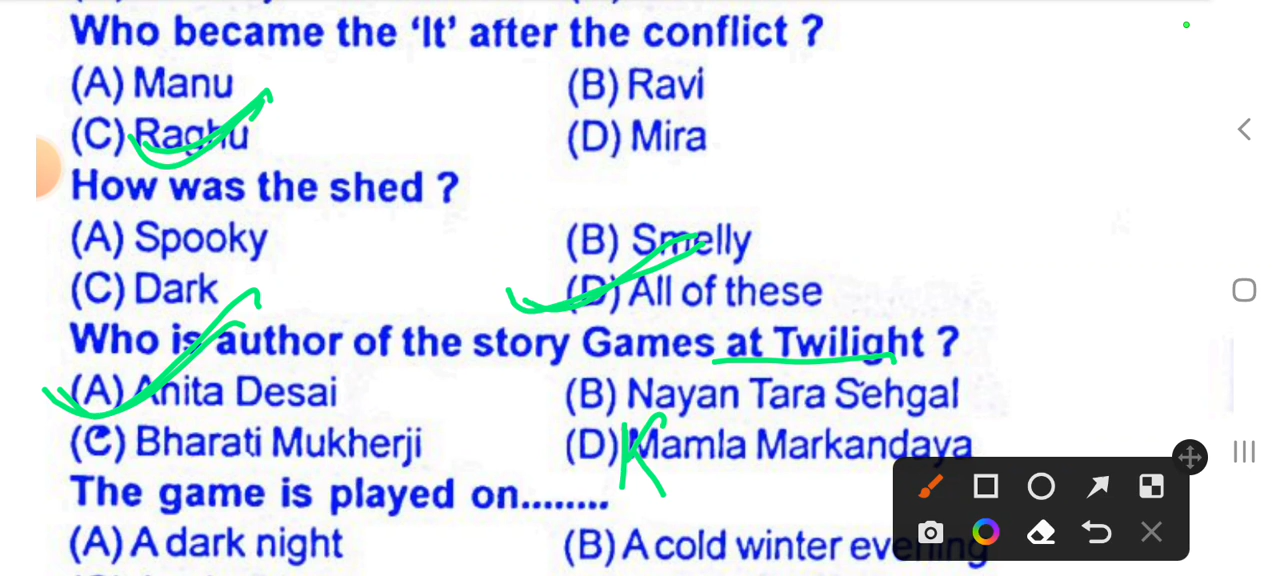 Who became the ‘It’ after the conflict ?
(A) Manu (B) Ravi
(C) Raghu (D) Mira
How was the shed ?
(A) Spooky (B) Smelly
(C) Dark (D) All of these
Who is author of the story Games at Twilight ?
(A) Anita Desai (B) Nayan Tara Sehgal
(C) Bharati Mukherji (D) Mamla Markandaya
K
The game is played on........
(A) A dark night (B) A cold winter evening